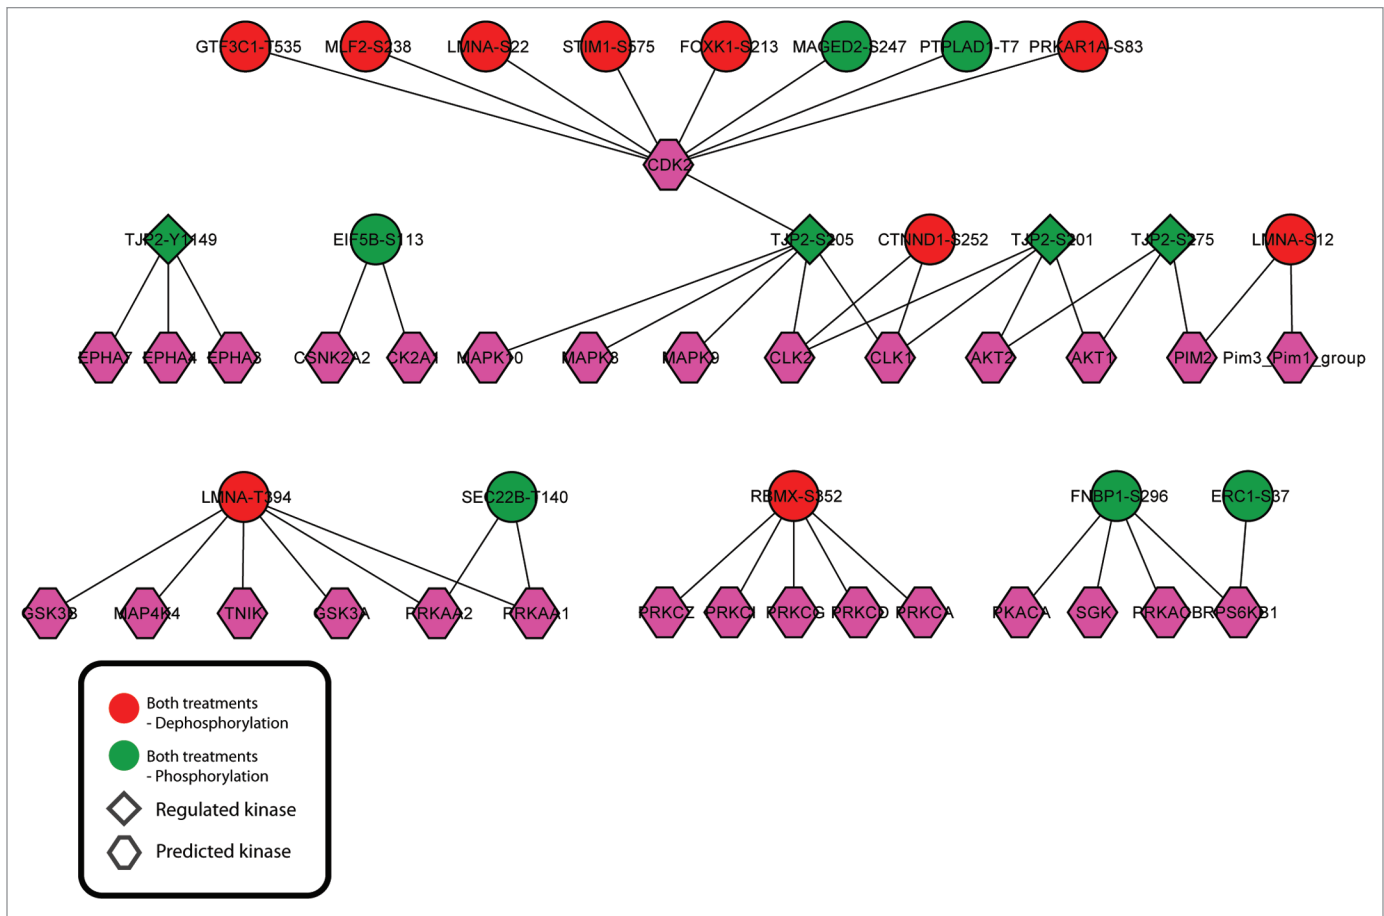 GTF3C1-T535 MLF2-S238 LMNA-S22 STIM1-S575 FOXK1-S213 MAGED2-S247 PTPLAD1-T7 PRKAR1A-S83
CDK2
TJP2-Y1149 EIF5B-S113 TJP2-S205 CTNND1-S252 TJP2-S201 TJP2-S275 LMNA-S12
EPHA7 EPHA4 EPHA3 CSNK2A2 CK2A1 MAPK10 MAPK8 MAPK9 CLK2 CLK1 AKT2 AKT1 PIM2 Pim3_Pim1_group
LMNA-T394 SEC22B-T140 RBMX-S352 FNBP1-S296 ERC1-S37
GSK3B MAP4K4 TNIK GSK3A PRKAA2 PRKAA1 PRKCZ PRKCI PRKCG PRKCD PRKCA PKACA SGK PRKACB RPS6KB1
Both treatments
- Dephosphorylation
Both treatments
- Phosphorylation
Regulated kinase
Predicted kinase